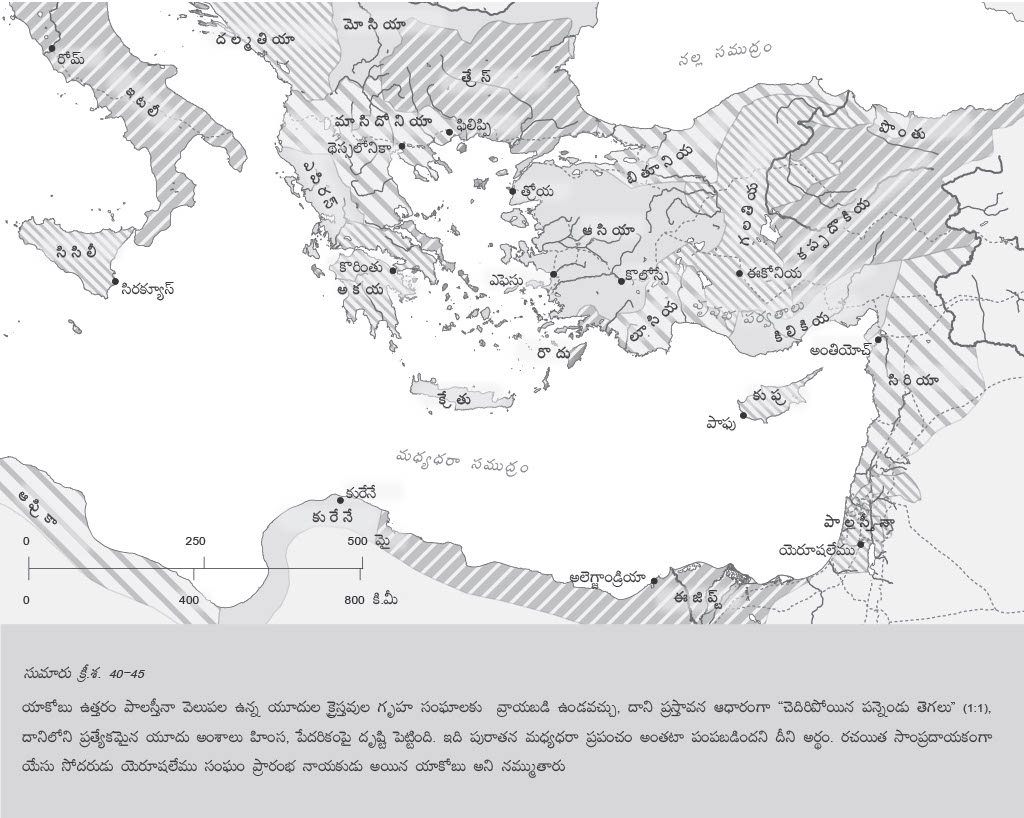 మోసియా
దల్మతియా
నల్ల సముద్రం
రోమ్
ఇటలీ
త్రేస్
మాసిదోనియా
ఫిలిప్పి
థెస్సలోనికా
పొంతు
బితూనియ
తోయ
గలతియ
కప్పదోకియ
ఆసియా
సిసిలీ
సిరక్యూస్
కొరింతు
అకయ
ఎఫెసు
కొలొస్సే
ఈకోనియ
పర్వతాలు
లూసియ
కిలికియ
రొదు
అంతియోచ్
సిరియా
క్రేతు
కుప్ర
పాఫు
మధ్యధరా సముద్రం
ఆఫ్రికా
కురేనే
కురేనే
పాలస్తీనా
యెరూషలేము
0 250 500 మై
అలెగ్జాండ్రియా
ఈజిప్ట్
0 400 800 కి.మీ
సుమారు క్రీ.శ. 40–45
యాకోబు ఉత్తరం పాలస్తీనా వెలుపల ఉన్న యూదుల క్రైస్తవుల గృహ సంఘాలకు వ్రాయబడి ఉండవచ్చు, దాని ప్రస్తావన ఆధారంగా “చెదిరిపోయిన పన్నెండు తెగలు” (1:1),
దానిలోని ప్రత్యేకమైన యూదు అంశాలు హింస, పేదరికంపై దృష్టి పెట్టింది. ఇది పురాతన మధ్యధరా ప్రపంచం అంతటా పంపబడిందని దీని అర్థం. రచయిత సాంప్రదాయకంగా
యేసు సోదరుడు యెరూషలేము సంఘం ప్రారంభ నాయకుడు అయిన యాకోబు అని నమ్ముతారు